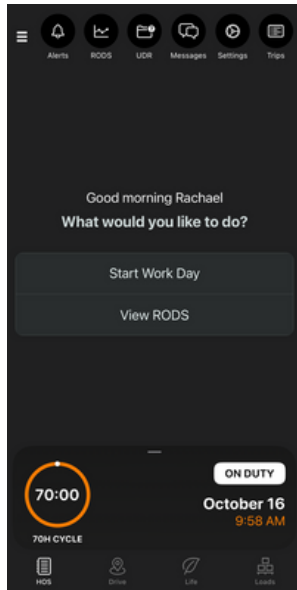 Alerts RODS UDR Messages Settings Trips
Good morning Rachael
What would you like to do?
Start Work Day
View RODS
ON DUTY
70:00
October 16
9:58 AM
70H CYCLE
HOS Drive Life Loads